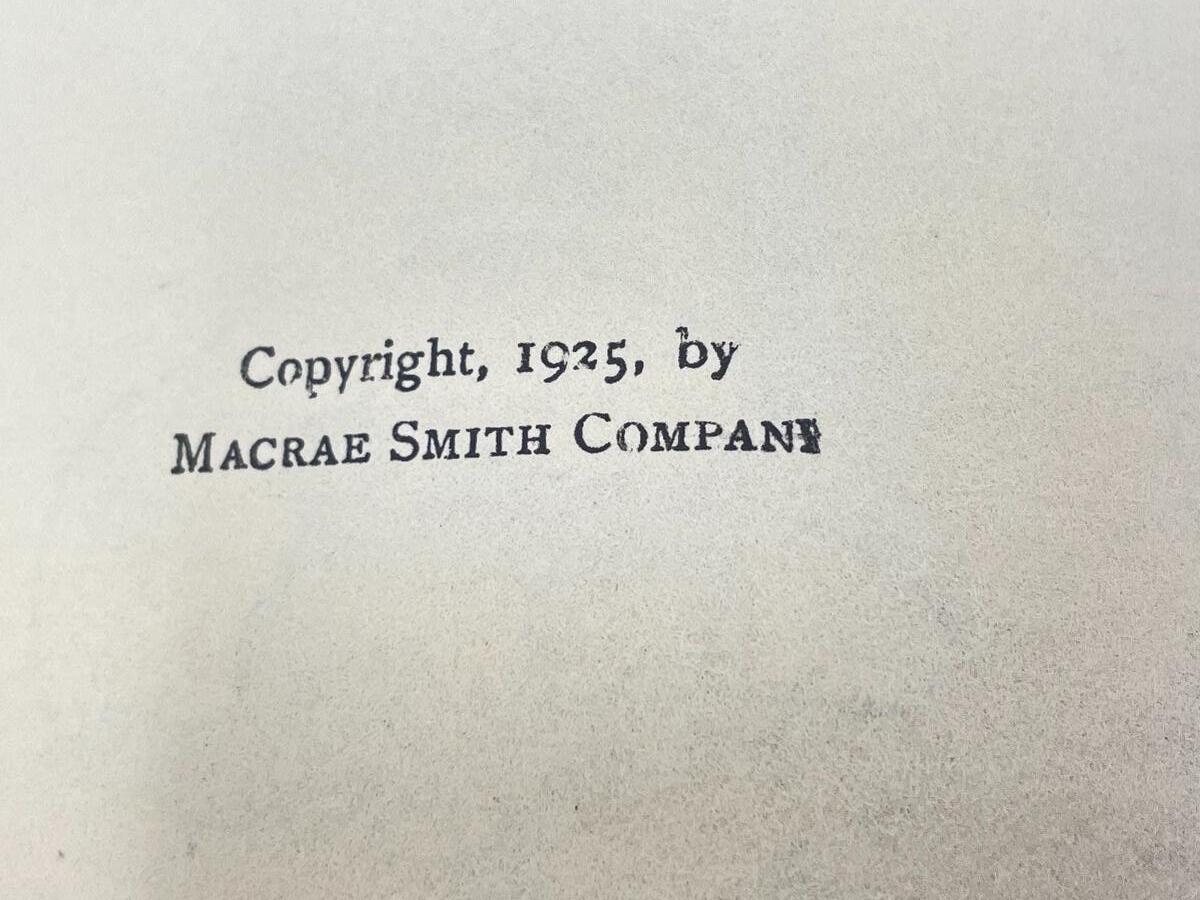 Copyright, 1925, by
MACRAE SMITH COMPANY